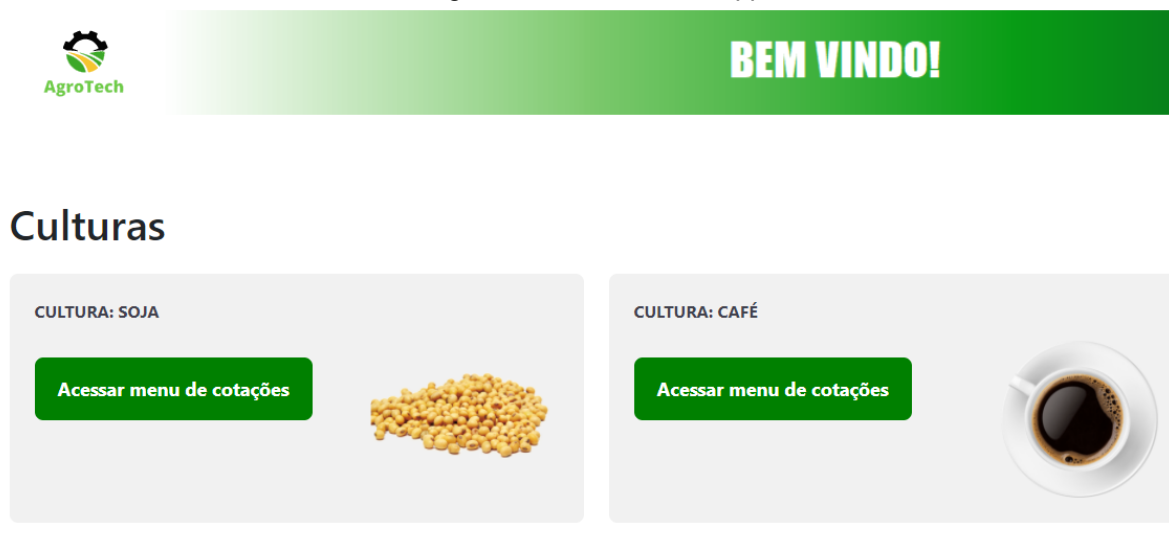 BEM VINDO!
AgroTech
Culturas
CULTURA: SOJA
Acessar menu de cotações
CULTURA: CAFÉ
Acessar menu de cotações